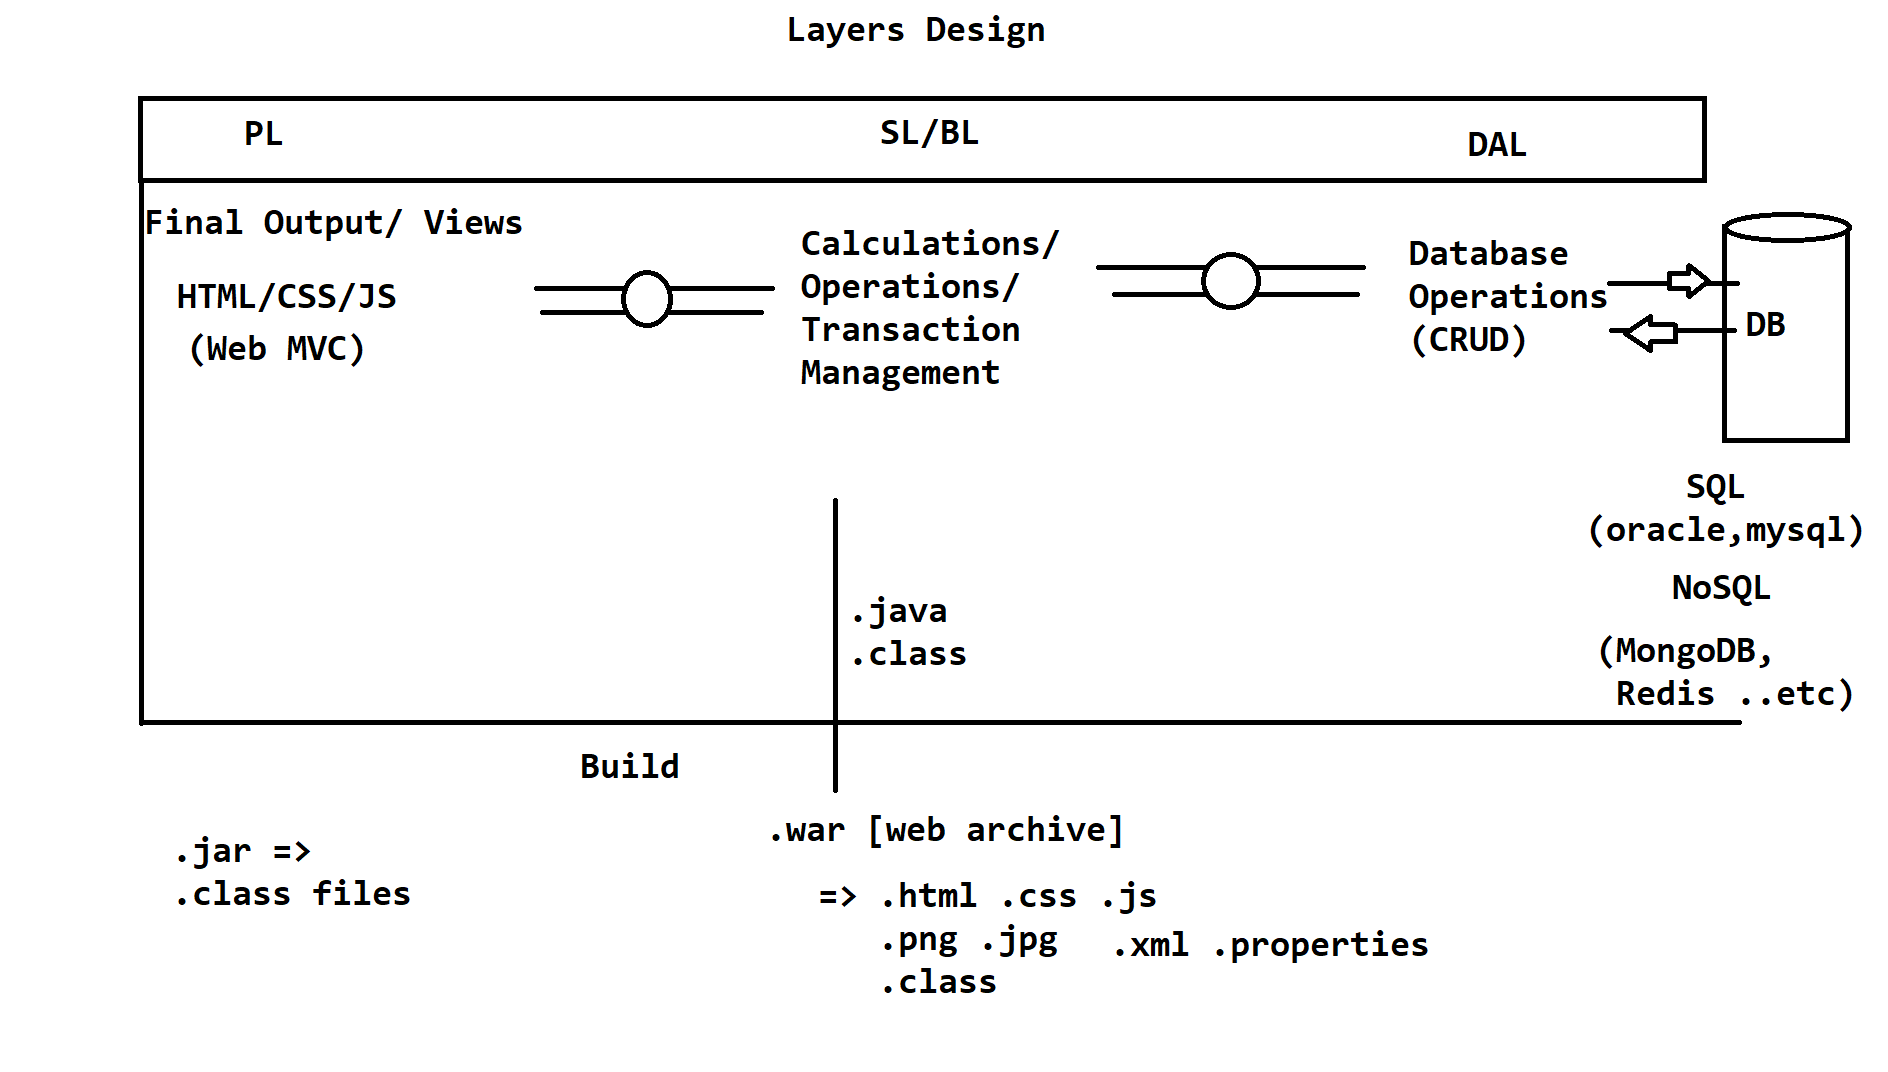 Layers Design
PL
SL/BL
DAL
Final Output/ Views
HTML/CSS/JS
(Web MVC)
Calculations/
Operations/
Transaction
Management
Database
Operations
(CRUD)
DB
SQL
(oracle,mysql)
NoSQL
(MongoDB,
Redis ..etc)
.java
.class
Build
.jar =>
.class files
.war [web archive]
=> .html .css .js
.png .jpg .xml .properties
.class